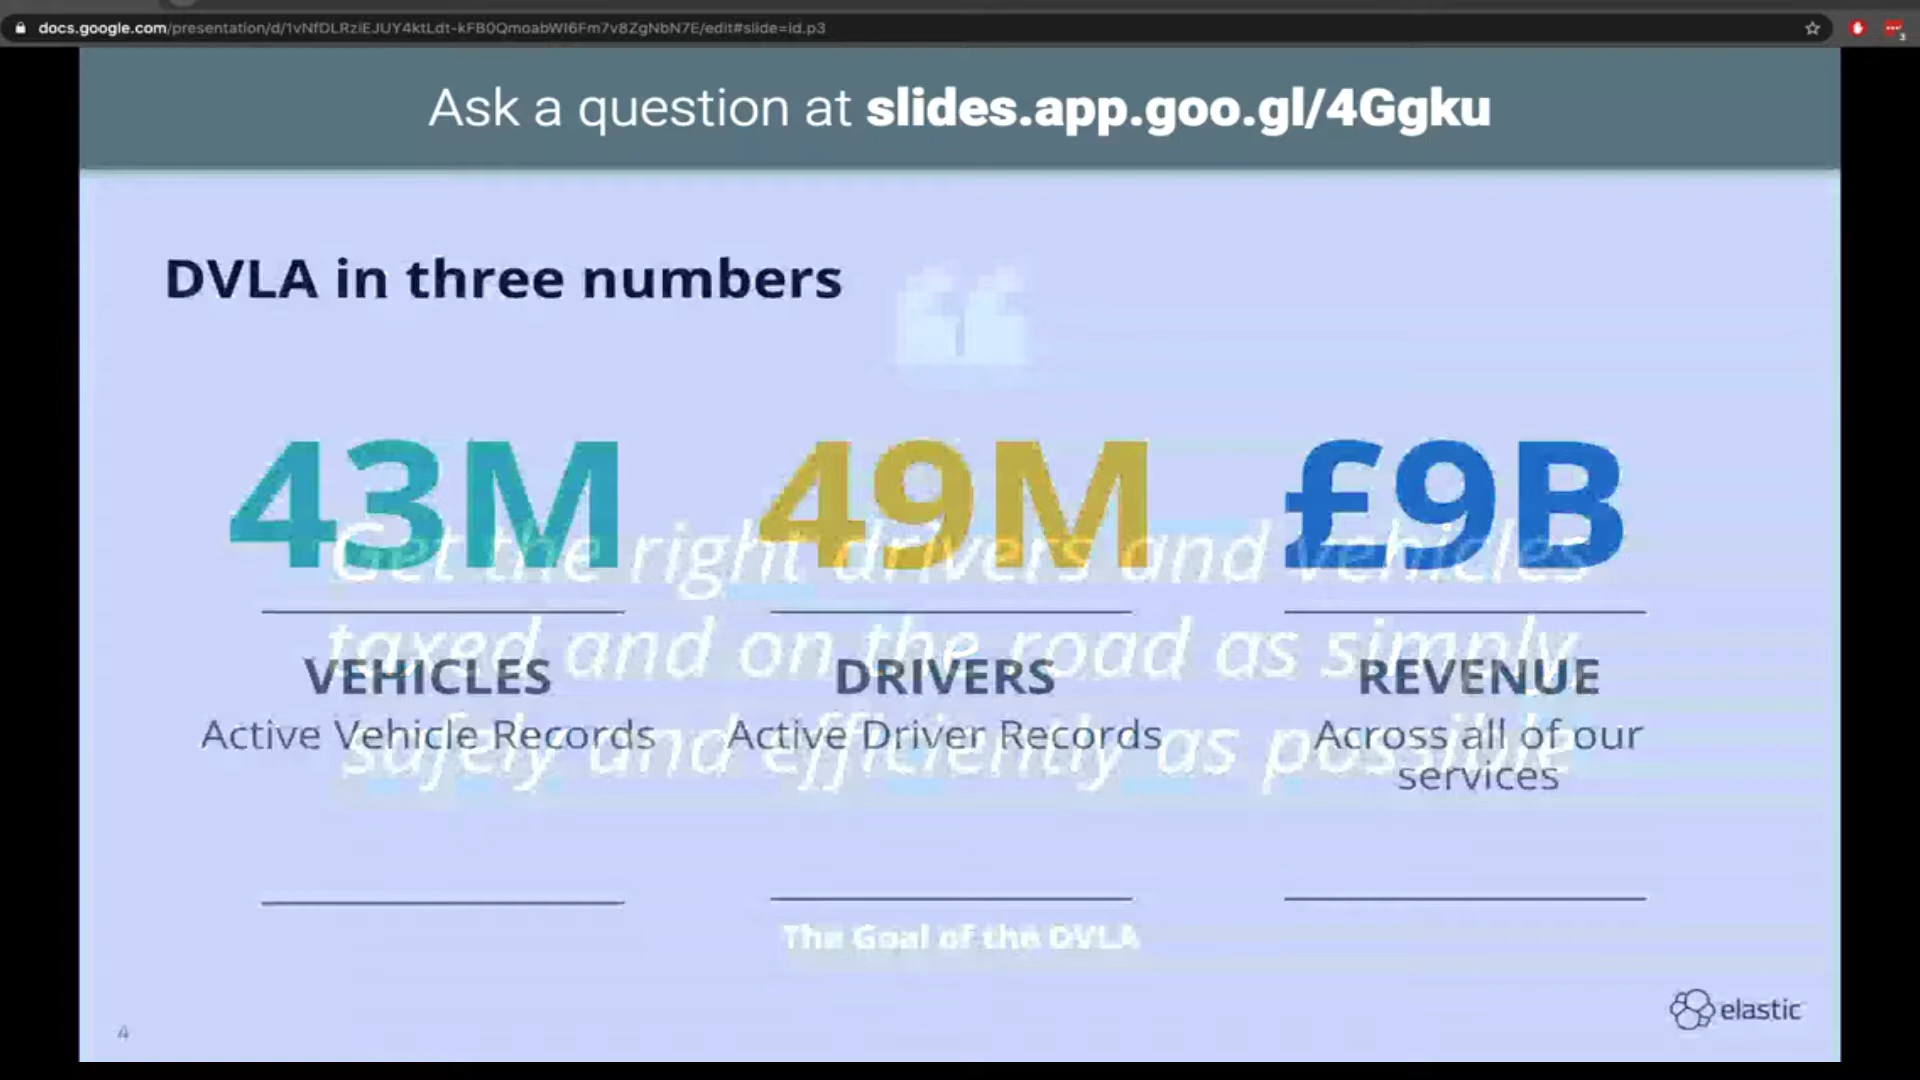 docs.google.com/presentation/d/1vNfDLRziEJUY4ktLdt-kFB0QmoabWI6Fm7v8ZgNbN7E/edit#slide=id.p3
Ask a question at slides.app.goo.gl/4Ggku
DVLA in three numbers
“
43M 49M £9B
Get the right drivers and vehicles
taxed and on the road as simply,
safely and efficiently as possible
VEHICLES DRIVERS REVENUE
Active Vehicle Records Active Driver Records Across all of our
services
The Goal of the DVLA
elastic
4
3